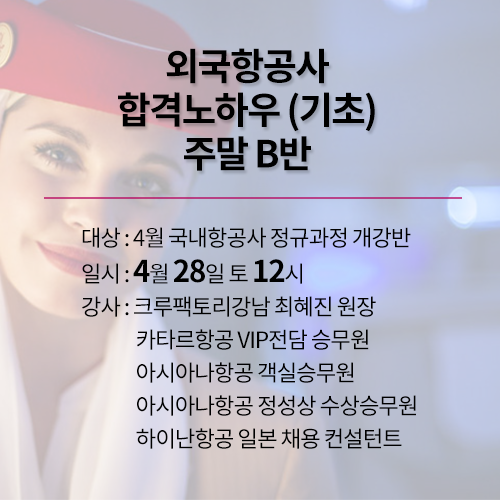 외국항공사
합격노하우 (기초)
주말 B반
대상 : 4월 국내항공사 정규과정 개강반
일시 : 4월 28일 토 12시
강사 : 크루팩토리강남 최혜진 원장
카타르항공 VIP전담 승무원
아시아나항공 객실승무원
아시아나항공 정성상 수상승무원
하이난항공 일본 채용 컨설턴트